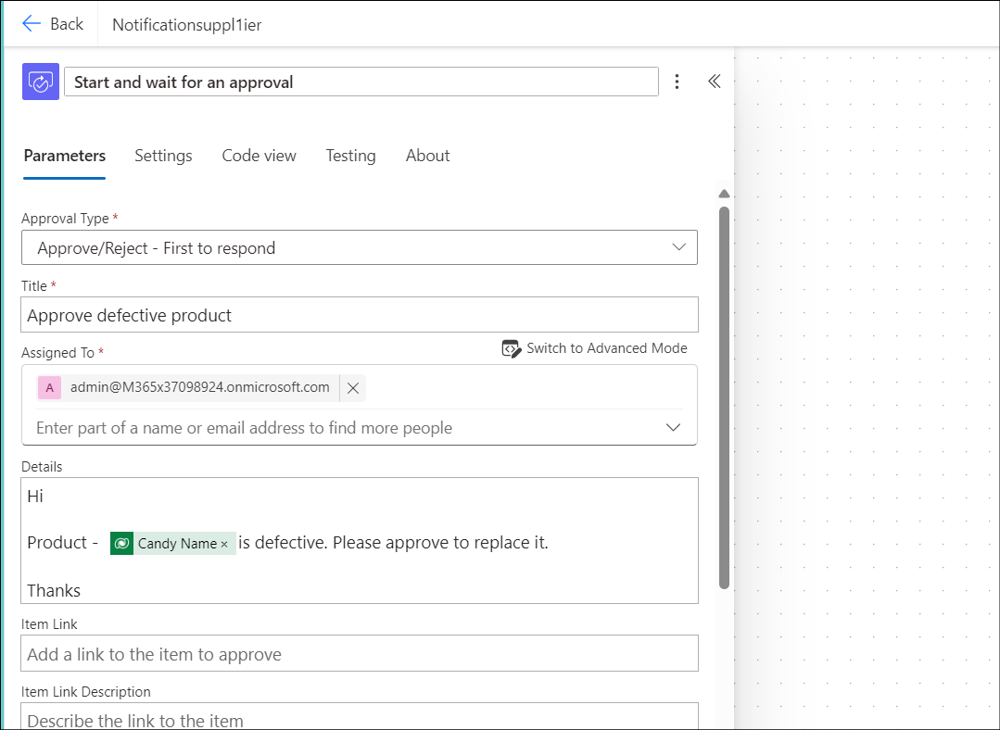 Back
Notificationsuppl1ier
Start and wait for an approval
Parameters Settings Code view Testing About
Approval Type *
Approve/Reject - First to respond
Title *
Approve defective product
Assigned To *
Switch to Advanced Mode
A admin@M365x37098924.onmicrosoft.com
Enter part of a name or email address to find more people
Details
Hi
Product - Candy Name × is defective. Please approve to replace it.
Thanks
Item Link
Add a link to the item to approve
Item Link Description
Describe the link to the item